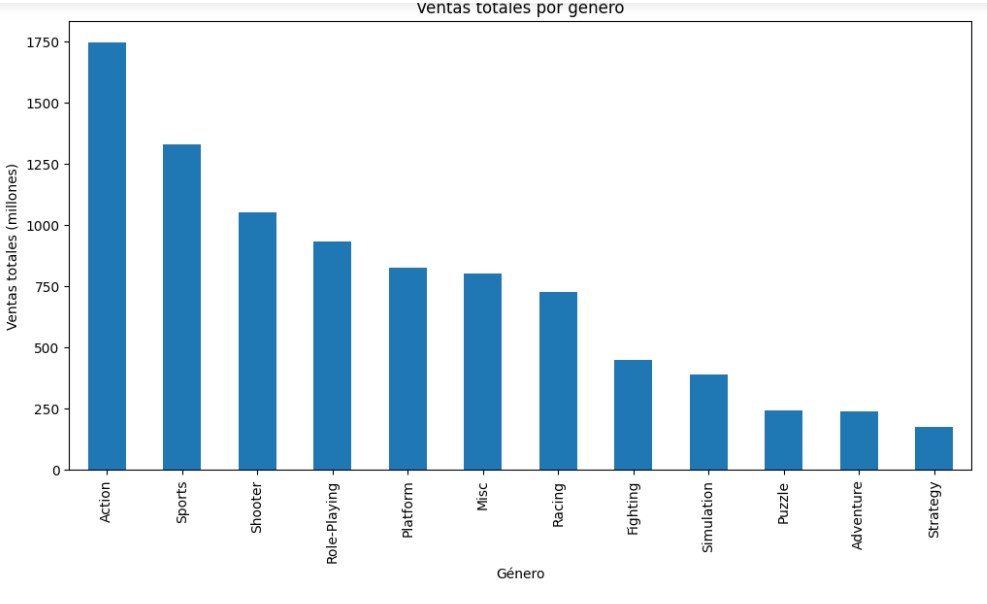 Ventas totales por género
Ventas totales (millones)
1750
1500
1250
1000
750
500
250
0
Action
Sports
Shooter
Role-Playing
Platform
Misc
Racing
Fighting
Simulation
Puzzle
Adventure
Strategy
Género